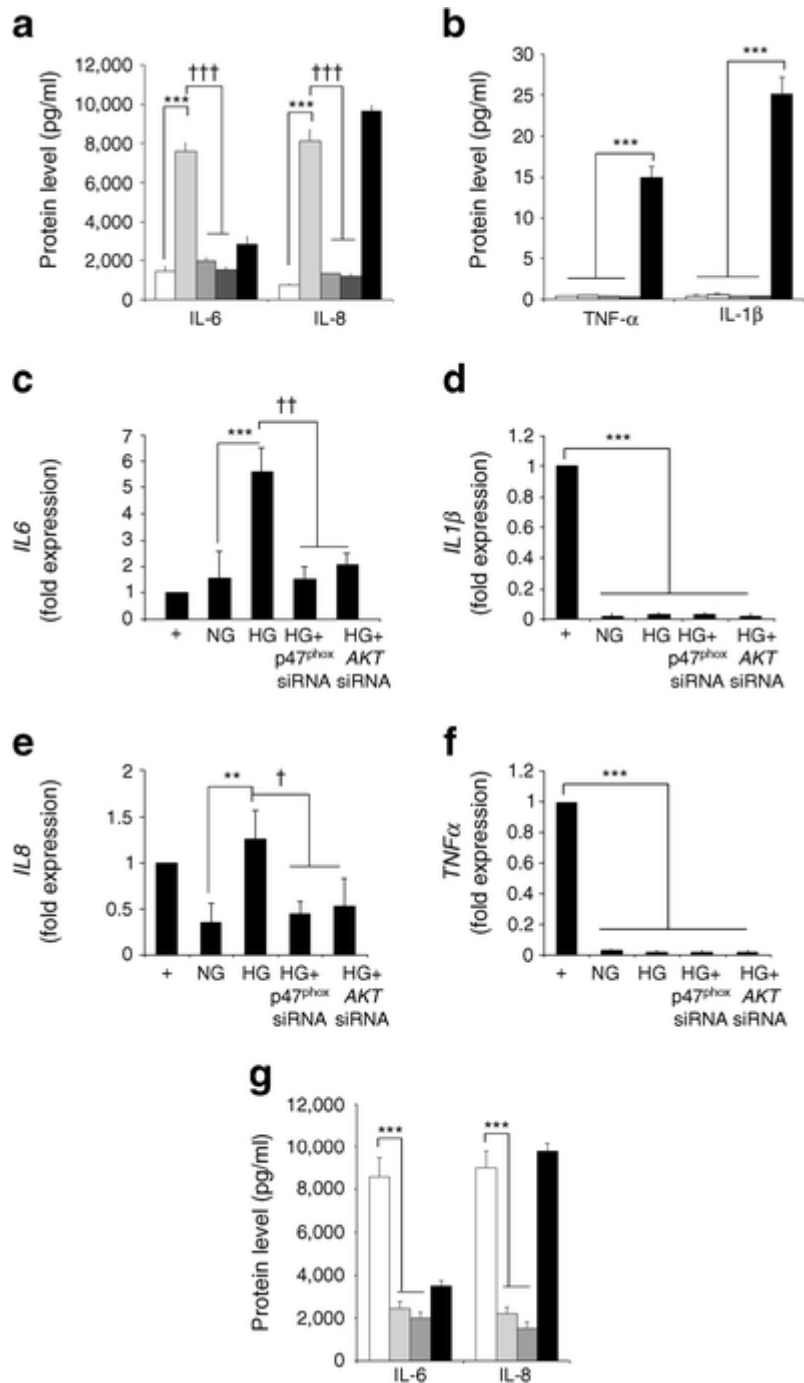 a
Protein level (pg/ml)
12,000
10,000
8,000
6,000
4,000
2,000
0
***
†††
***
†††
IL-6
IL-8
b
Protein level (pg/ml)
30
25
20
15
10
5
0
***
***
TNF-α
IL-1β
c
IL6
(fold expression)
7
6
5
4
3
2
1
0
***
††
+
NG
HG
HG+
p47phox
siRNA
HG+
AKT
siRNA
d
IL1β
(fold expression)
1.2
1
0.8
0.6
0.4
0.2
0
***
+
NG
HG
HG+
p47phox
siRNA
HG+
AKT
siRNA
e
IL8
(fold expression)
2
1.5
1
0.5
0
**
†
+
NG
HG
HG+
p47phox
siRNA
HG+
AKT
siRNA
f
TNFα
(fold expression)
1.2
1
0.8
0.6
0.4
0.2
0
***
+
NG
HG
HG+
p47phox
siRNA
HG+
AKT
siRNA
g
Protein level (pg/ml)
12,000
10,000
8,000
6,000
4,000
2,000
0
***
***
IL-6
IL-8